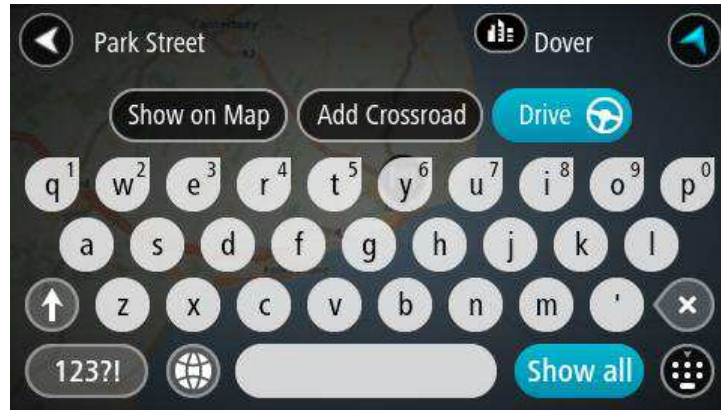 Canterbury
Park Street Dover
Show on Map Add Crossroad Drive
q1 w2 e3 r4 t5 y6 u7 i8 o9 p0
a s d f g h j k l
z x c v b n m '
123?! Show all